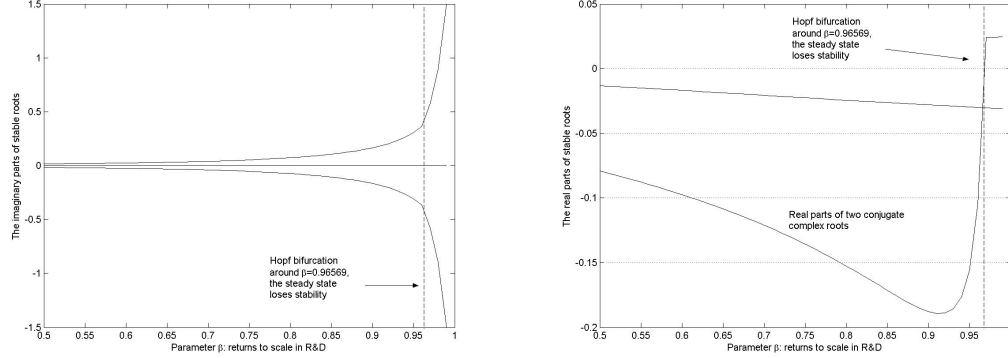 1.5
1
0.5
0
-0.5
-1
-1.5
The imaginary parts of stable roots
Hopf bifurcation
around β=0.96569,
the steady state
loses stability
0.5 0.55 0.6 0.65 0.7 0.75 0.8 0.85 0.9 0.95 1
Parameter β: returns to scale in R&D
0.05
0
-0.05
-0.1
-0.15
-0.2
The real parts of stable roots
Hopf bifurcation
around β=0.96569,
the steady state
loses stability
Real parts of two conjugate
complex roots
0.5 0.55 0.6 0.65 0.7 0.75 0.8 0.85 0.9 0.95
Parameter β: returns to scale in R&D